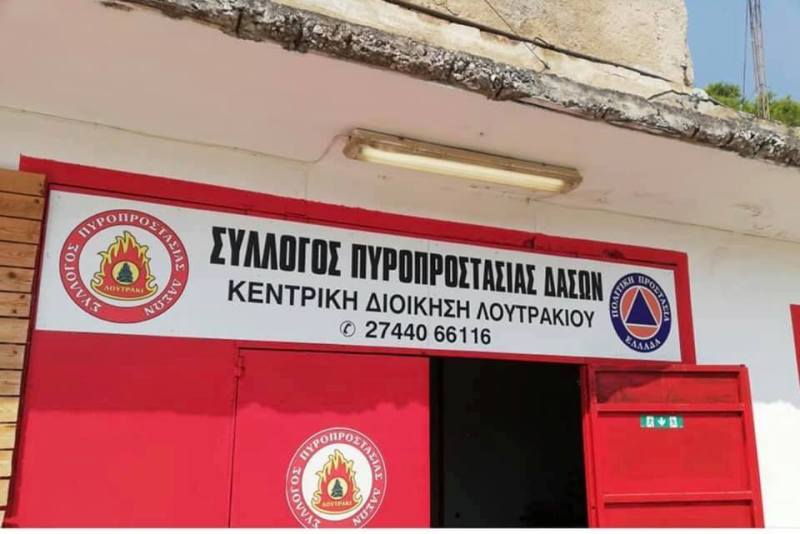 ΣΥΛΛΟΓΟΣ ΠΥΡΟΠΡΟΣΤΑΣΙΑΣ ΔΑΣΩΝ
ΛΟΥΤΡΑΚΙ
ΣΥΛΛΟΓΟΣ ΠΥΡΟΠΡΟΣΤΑΣΙΑΣ ΔΑΣΩΝ
ΚΕΝΤΡΙΚΗ ΔΙΟΙΚΗΣΗ ΛΟΥΤΡΑΚΙΟΥ
✆ 27440 66116
ΠΟΛΙΤΙΚΗ ΠΡΟΣΤΑΣΙΑ
ΕΛΛΑΔΑ
ΣΥΛΛΟΓΟΣ ΠΥΡΟΠΡΟΣΤΑΣΙΑΣ ΔΑΣΩΝ
ΛΟΥΤΡΑΚΙ